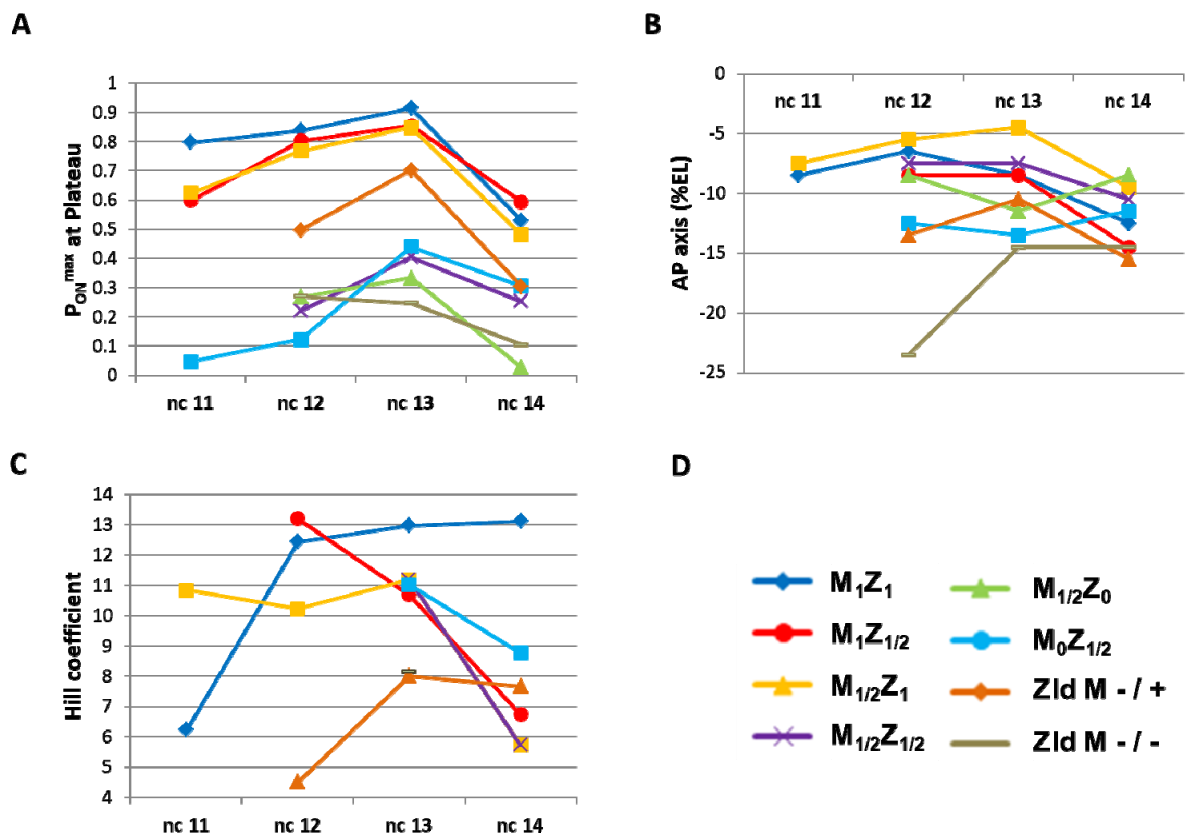 A
P_ON^max at Plateau
1
0.9
0.8
0.7
0.6
0.5
0.4
0.3
0.2
0.1
0
nc 11 nc 12 nc 13 nc 14
B
AP axis (%EL)
0
-5
-10
-15
-20
-25
nc 11 nc 12 nc 13 nc 14
C
Hill coefficient
14
13
12
11
10
9
8
7
6
5
4
nc 11 nc 12 nc 13 nc 14
D
M1Z1
M1Z1/2
M1/2Z1
M1/2Z1/2
M1/2Z0
M0Z1/2
Zld M - / +
Zld M - / -